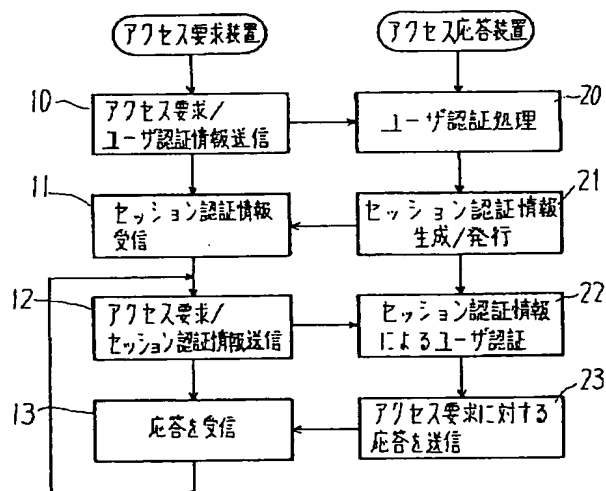 アクセス要求装置
アクセス応答装置
10
アクセス要求/
ユーザ認証情報送信
20
ユーザ認証処理
11
セッション認証情報
受信
21
セッション認証情報
生成/発行
12
アクセス要求/
セッション認証情報送信
22
セッション認証情報
によるユーザ認証
13
応答を受信
23
アクセス要求に対する
応答を送信